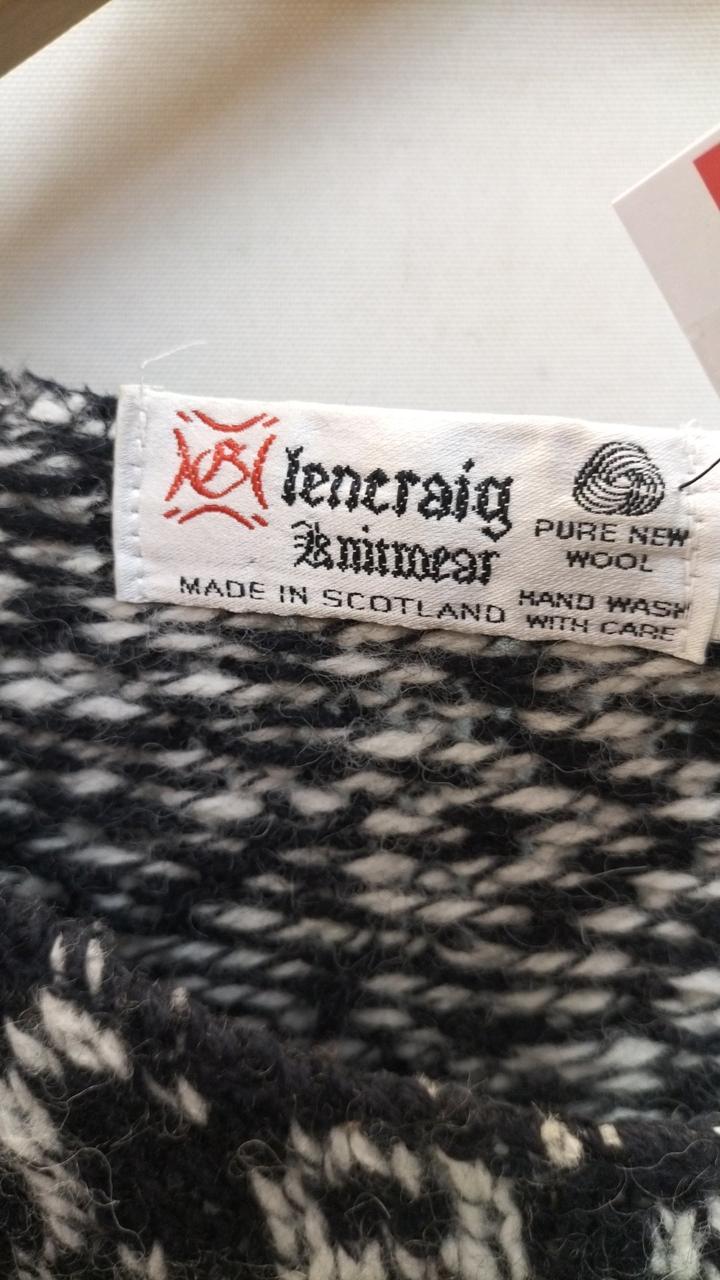 Glencraig
Knitwear
MADE IN SCOTLAND
PURE NEW
WOOL
HAND WASH
WITH CARE